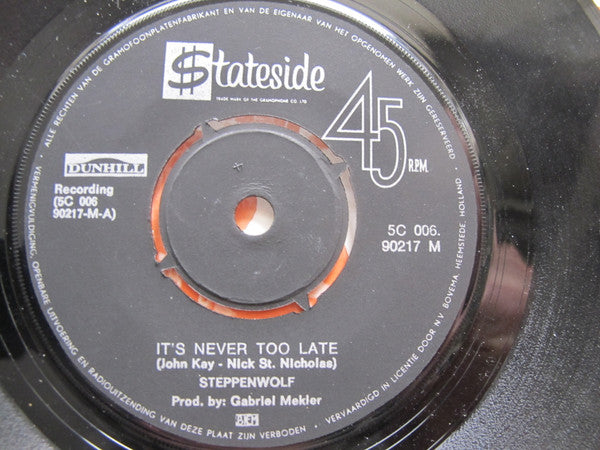 ALLE RECHTEN VAN DE GRAMOFOONPLATENFABRIKANT EN VAN DE EIGENAAR VAN HET OPGENOMEN WERK ZIJN GERESERVEERD
$tateside
TRADE MARK OF THE GRAMOPHONE CO. LTD
45 R.P.M.
DUNHILL
Recording
(5C 006
90217-M-A)
5C 006.
90217 M
IT'S NEVER TOO LATE
(John Kay - Nick St. Nicholas)
STEPPENWOLF
Prod. by: Gabriel Mekler
VERMENIGVULDIGING, OPENBARE UITVOERING EN RADIOUITZENDING VAN DEZE PLAAT ZIJN VERBODEN • VERVAARDIGD IN LICENTIE DOOR N.V. BOVEMA, HEEMSTEDE, HOLLAND